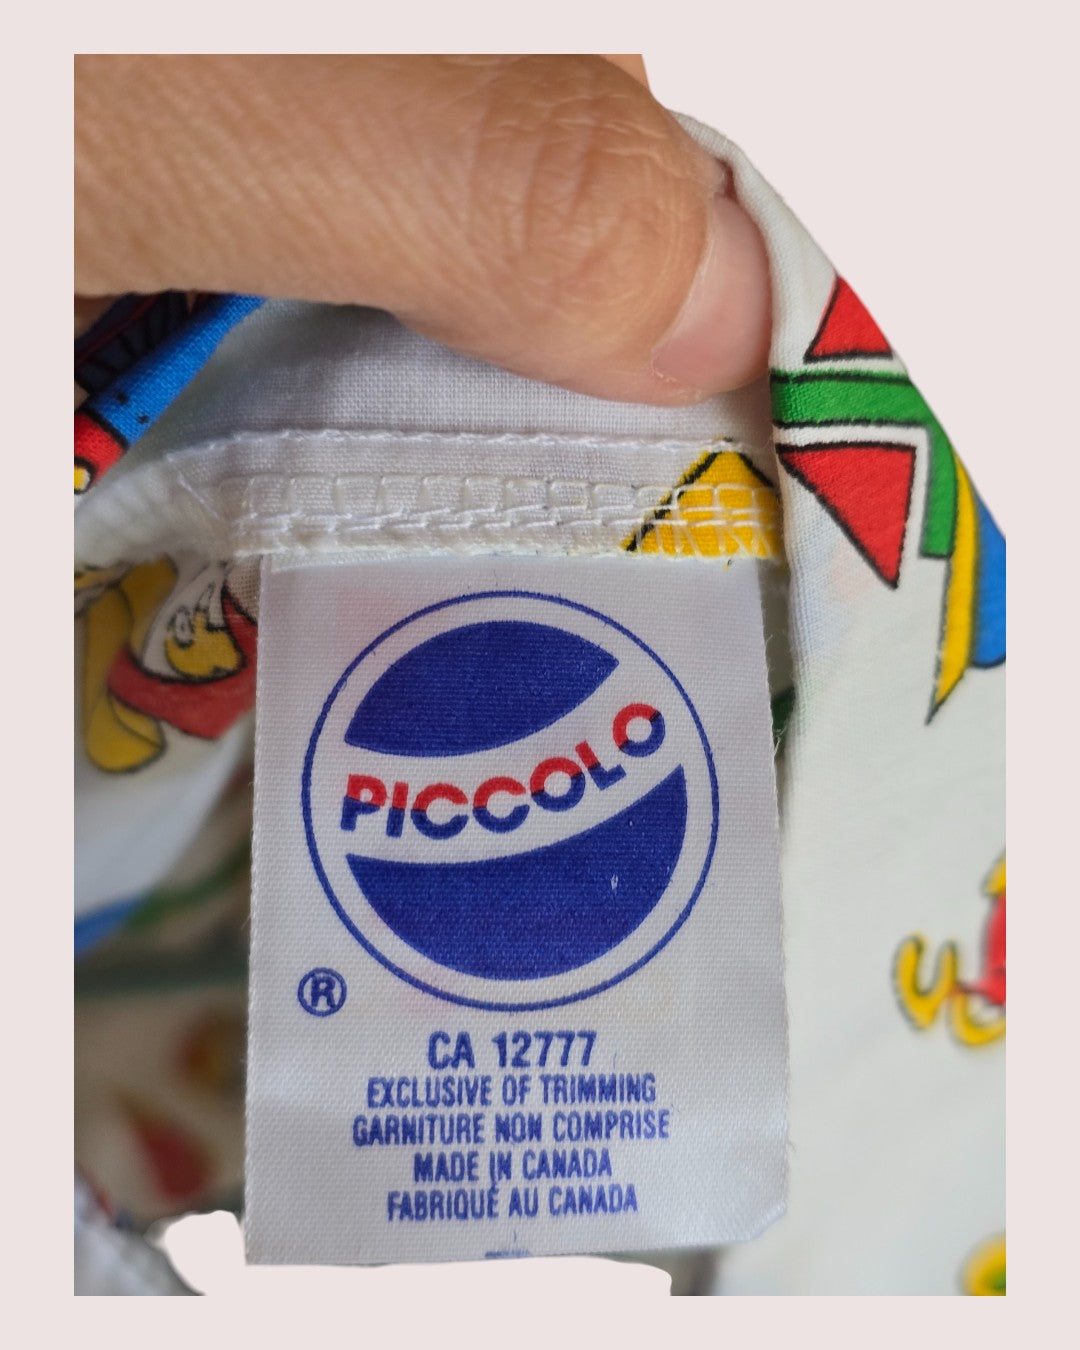 PICCOLO
®
CA 12777
EXCLUSIVE OF TRIMMING
GARNITURE NON COMPRISE
MADE IN CANADA
FABRIQUÉ AU CANADA